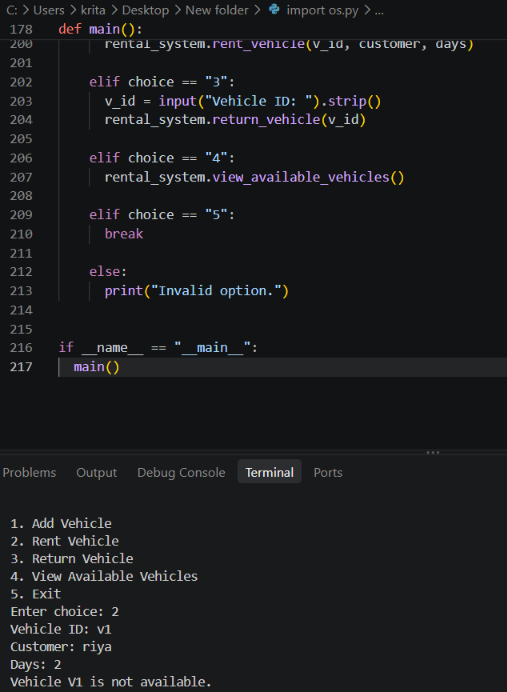 C: > Users > krita > Desktop > New folder > import os.py > ...
178 def main():
200 rental_system.rent_vehicle(v_id, customer, days)
201
202 elif choice == "3":
203 v_id = input("Vehicle ID: ").strip()
204 rental_system.return_vehicle(v_id)
205
206 elif choice == "4":
207 rental_system.view_available_vehicles()
208
209 elif choice == "5":
210 break
211
212 else:
213 print("Invalid option.")
214
215
216 if __name__ == "__main__":
217 main()
Problems Output Debug Console Terminal Ports
1. Add Vehicle
2. Rent Vehicle
3. Return Vehicle
4. View Available Vehicles
5. Exit
Enter choice: 2
Vehicle ID: v1
Customer: riya
Days: 2
Vehicle V1 is not available.